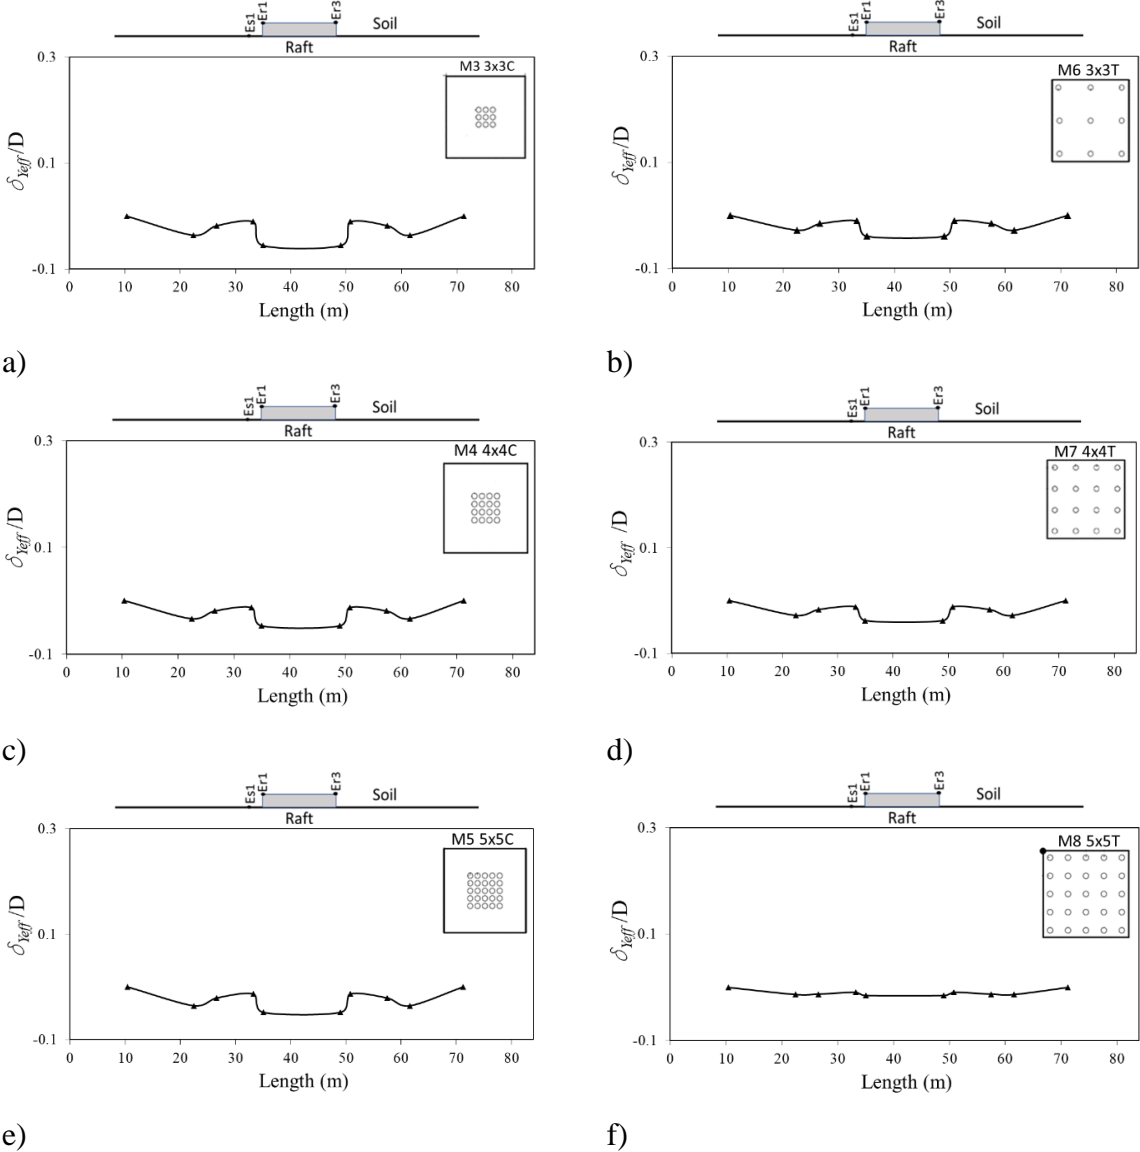 Es1
Er1
Er3
Soil
Raft
M3 3x3C
0.3
0.1
-0.1
δYeff/D
0 10 20 30 40 50 60 70 80
Length (m)
a)
Es1
Er1
Er3
Soil
Raft
M6 3x3T
0.3
0.1
-0.1
δYeff/D
0 10 20 30 40 50 60 70 80
Length (m)
b)
Es1
Er1
Er3
Soil
Raft
M4 4x4C
0.3
0.1
-0.1
δYeff/D
0 10 20 30 40 50 60 70 80
Length (m)
c)
Es1
Er1
Er3
Soil
Raft
M7 4x4T
0.3
0.1
-0.1
δYeff /D
0 10 20 30 40 50 60 70 80
Length (m)
d)
Es1
Er1
Er3
Soil
Raft
M5 5x5C
0.3
0.1
-0.1
δYeff/D
0 10 20 30 40 50 60 70 80
Length (m)
e)
Es1
Er1
Er3
Soil
Raft
M8 5x5T
0.3
0.1
-0.1
δYeff/D
0 10 20 30 40 50 60 70 80
Length (m)
f)